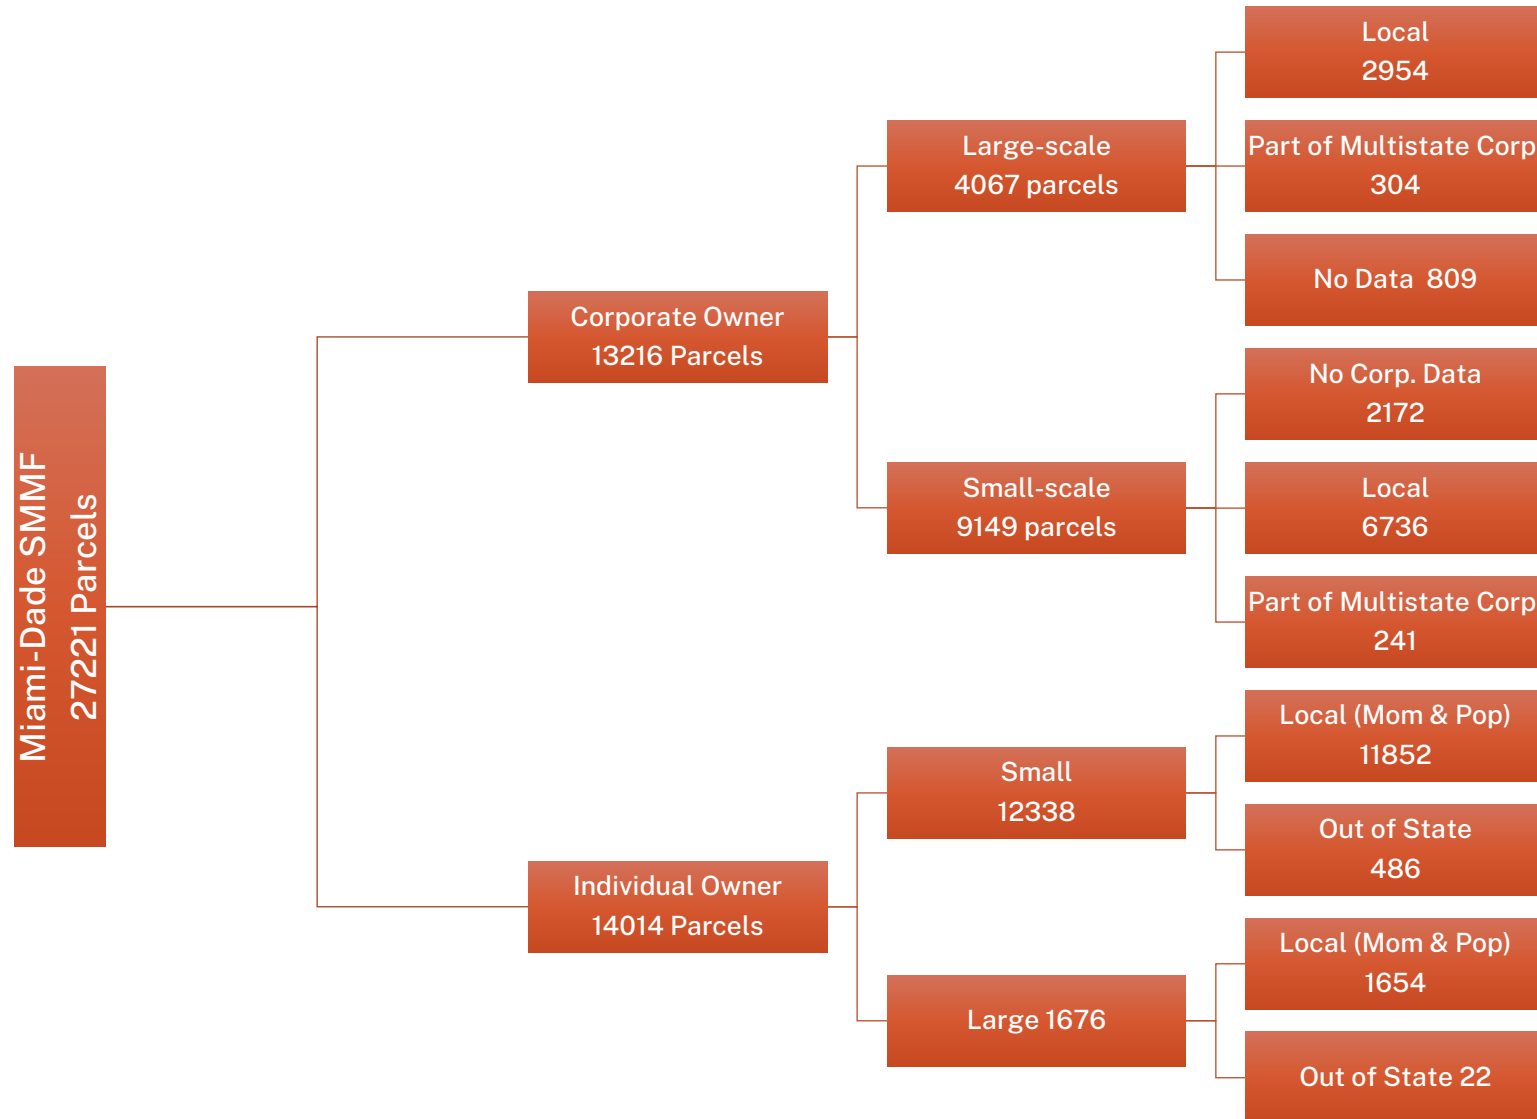 Miami-Dade SMMF
27221 Parcels
Corporate Owner
13216 Parcels
Large-scale
4067 parcels
Local
2954
Part of Multistate Corp
304
No Data  809
Small-scale
9149 parcels
No Corp. Data
2172
Local
6736
Part of Multistate Corp
241
Individual Owner
14014 Parcels
Small
12338
Local (Mom & Pop)
11852
Out of State
486
Large 1676
Local (Mom & Pop)
1654
Out of State 22